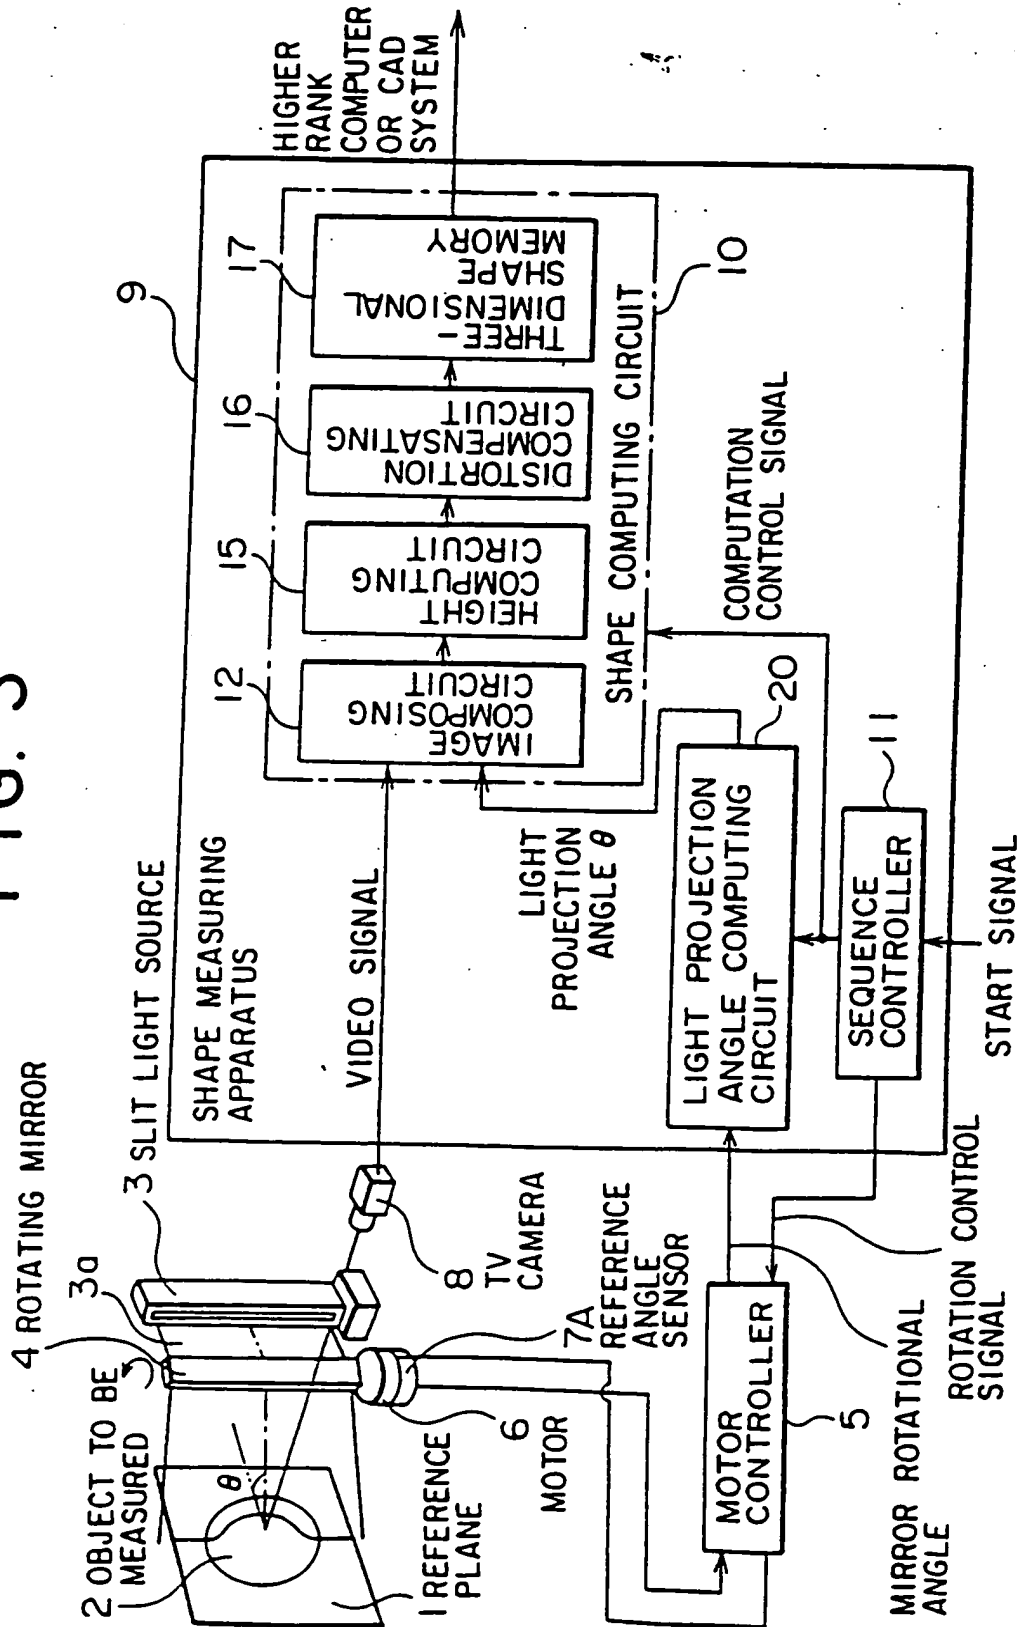 FIG. 3
4 ROTATING MIRROR
3 SLIT LIGHT SOURCE
3a
2 OBJECT TO BE
MEASURED
θ
1 REFERENCE
PLANE
6
MOTOR
7A
REFERENCE
ANGLE
SENSOR
8
TV
CAMERA
VIDEO SIGNAL
9
SHAPE MEASURING
APPARATUS
12
IMAGE
COMPOSING
CIRCUIT
15
HEIGHT
COMPUTING
CIRCUIT
16
DISTORTION
COMPENSATING
CIRCUIT
17
THREE-
DIMENSIONAL
SHAPE
MEMORY
HIGHER
RANK
COMPUTER
OR CAD
SYSTEM
SHAPE COMPUTING CIRCUIT
10
LIGHT
PROJECTION
ANGLE θ
LIGHT PROJECTION
ANGLE COMPUTING
CIRCUIT
20
COMPUTATION
CONTROL SIGNAL
SEQUENCE
CONTROLLER
11
START SIGNAL
MOTOR
CONTROLLER
5
MIRROR ROTATIONAL
ANGLE
ROTATION CONTROL
SIGNAL